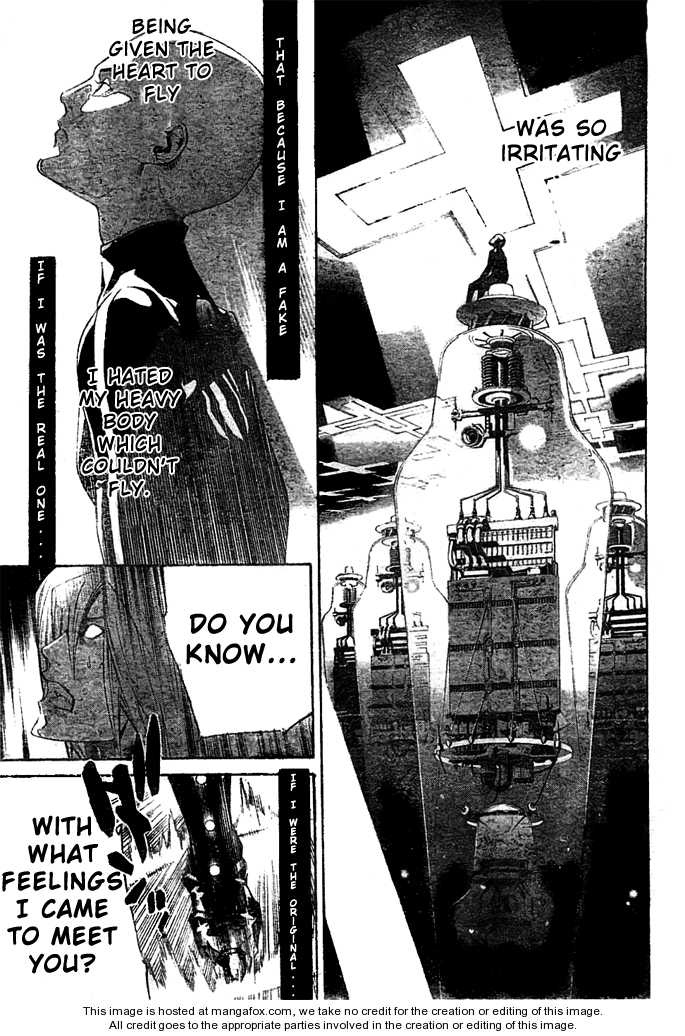 WAS SO
IRRITATING
BEING
GIVEN THE
HEART TO
FLY
THAT BECAUSE I AM A FAKE
I HATED
MY HEAVY
BODY
WHICH
COULDN'T
FLY.
IF I WAS THE REAL ONE...
DO YOU
KNOW...
IF I WERE THE ORIGINAL...
WITH
WHAT
FEELINGS
I CAME
TO MEET
YOU?
This image is hosted at mangafox.com, we take no credit for the creation or editing of this image.
All credit goes to the appropriate parties involved in the creation or editing of this image.